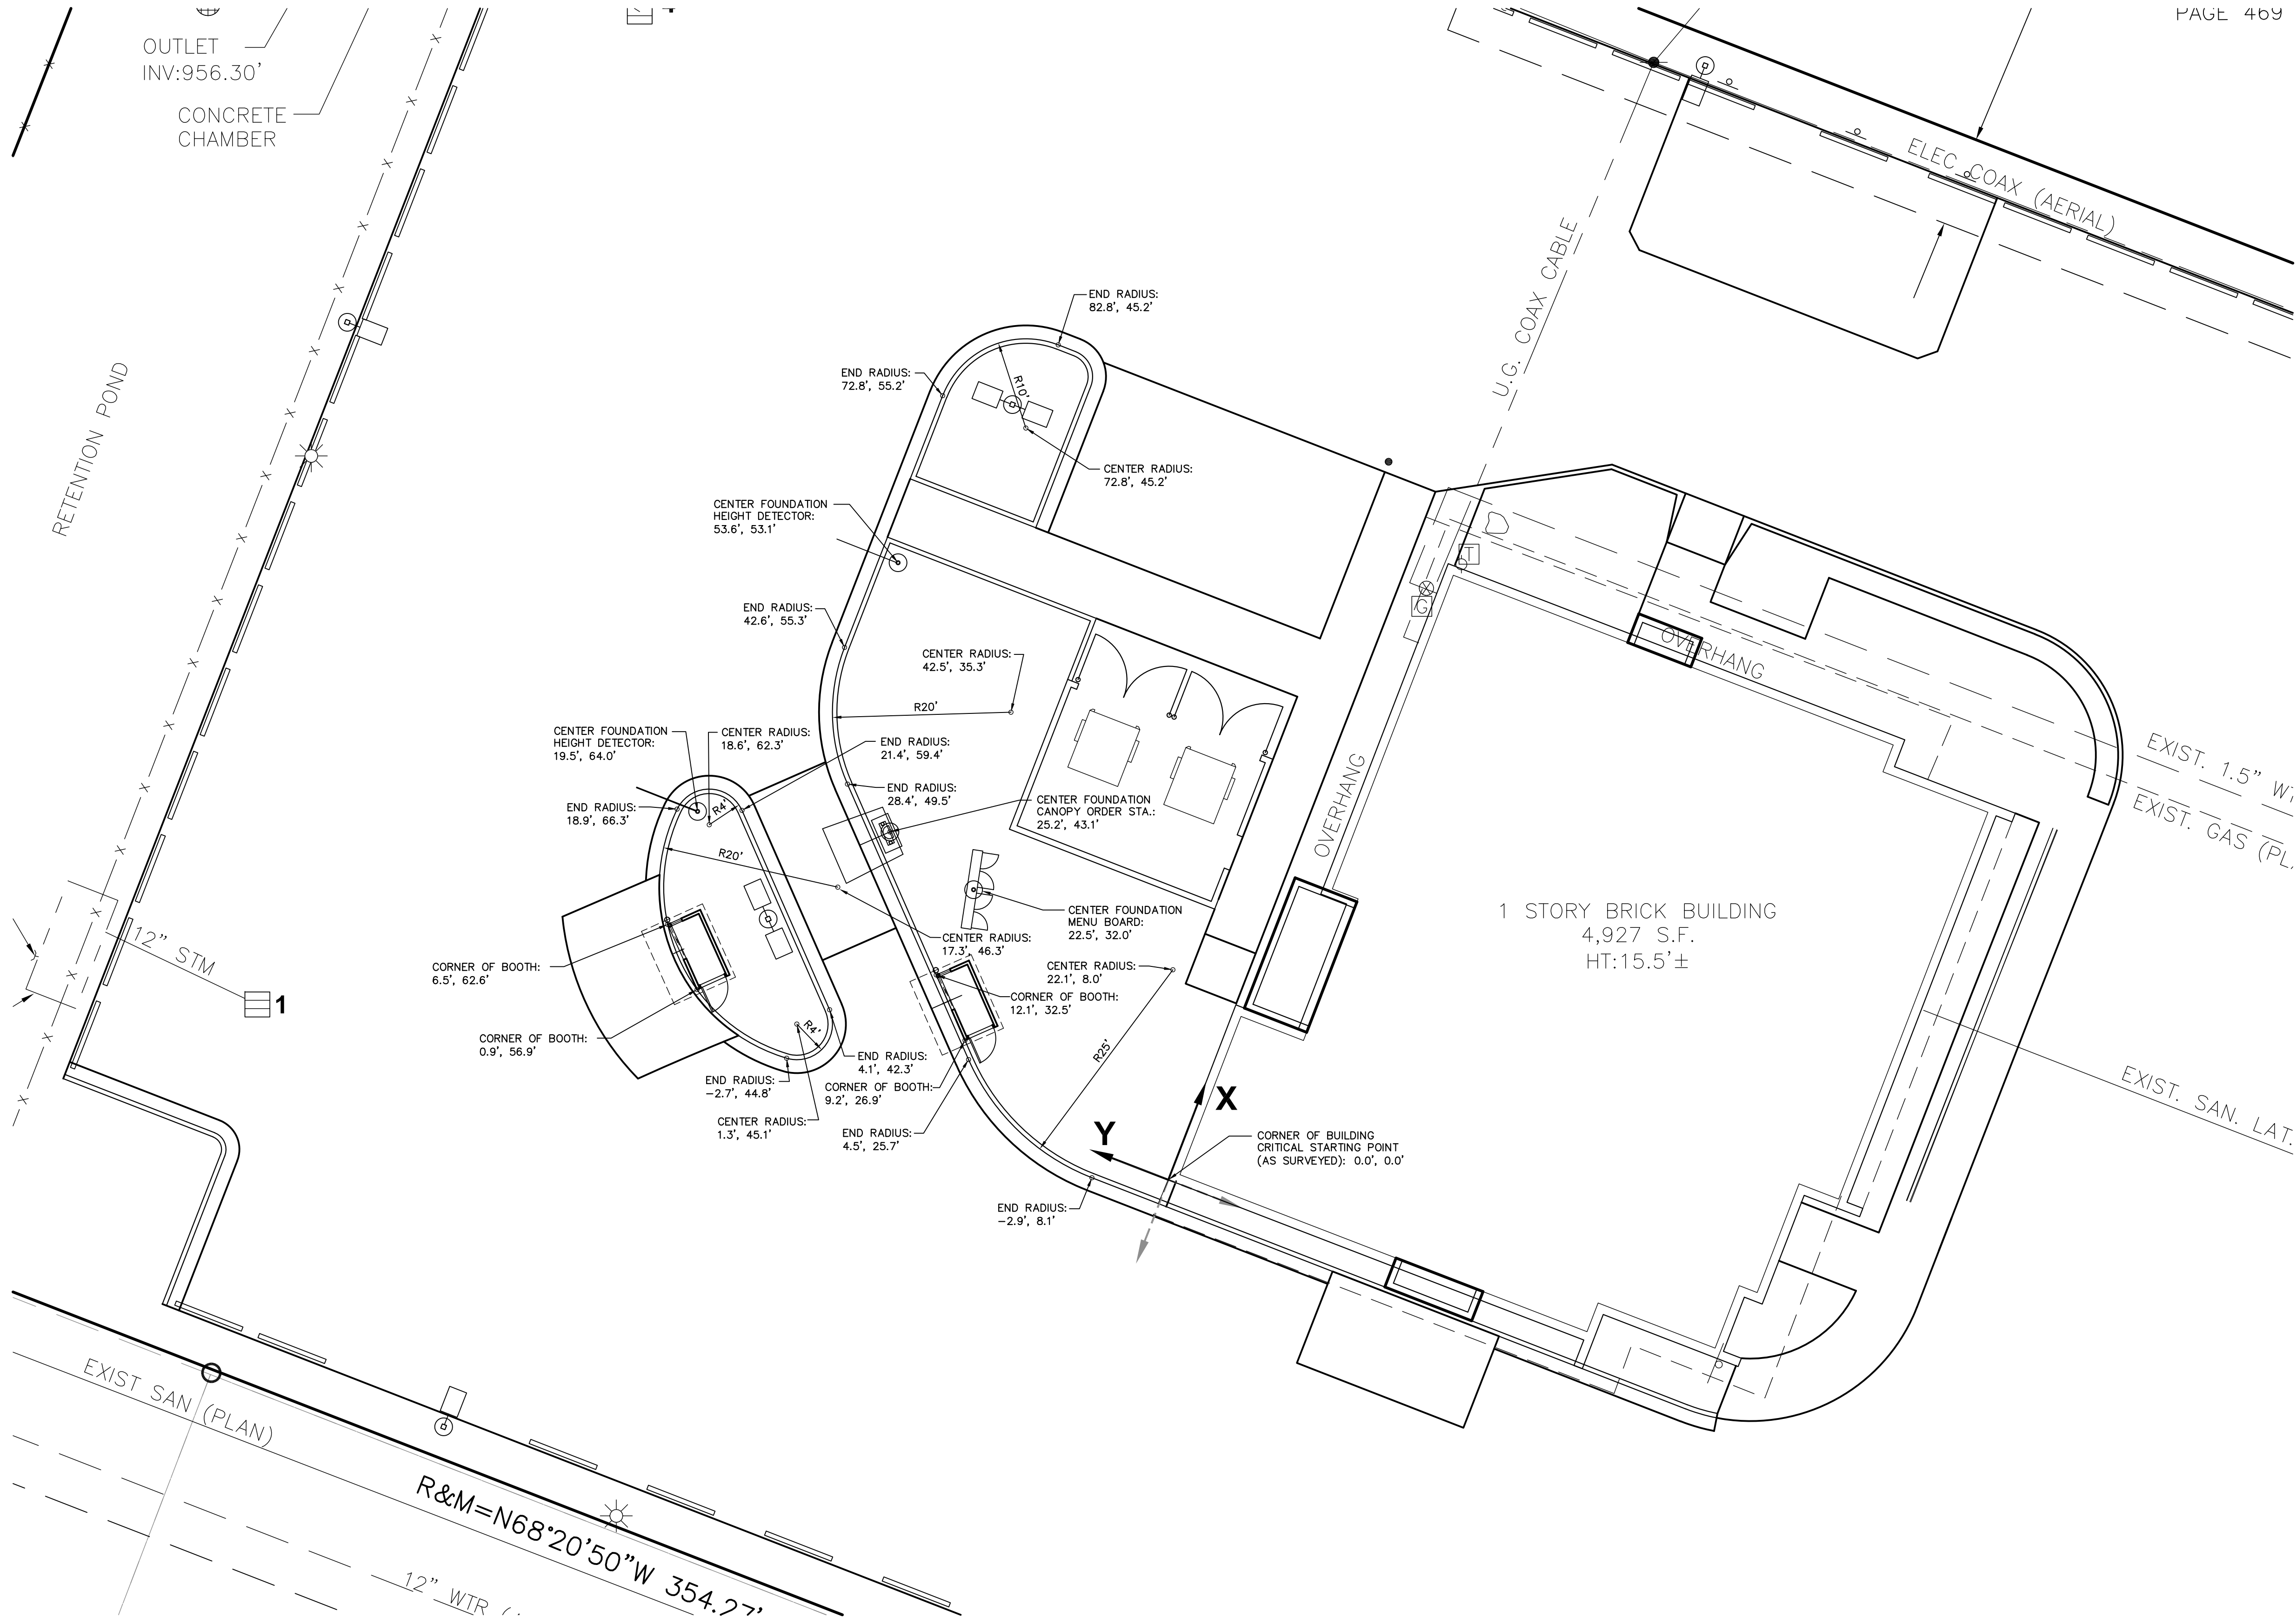 PAGE 469
OUTLET
INV:956.30'
CONCRETE
CHAMBER
ELEC COAX (AERIAL)
U.G. COAX CABLE
RETENTION POND
END RADIUS:
82.8', 45.2'
END RADIUS:
72.8', 55.2'
R10'
CENTER RADIUS:
72.8', 45.2'
CENTER FOUNDATION
HEIGHT DETECTOR:
53.6', 53.1'
T
G
END RADIUS:
42.6', 55.3'
OVERHANG
CENTER RADIUS:
42.5', 35.3'
R20'
CENTER FOUNDATION
HEIGHT DETECTOR:
19.5', 64.0'
CENTER RADIUS:
18.6', 62.3'
END RADIUS:
21.4', 59.4'
EXIST. 1.5" WT
EXIST. GAS (PL
END RADIUS:
28.4', 49.5'
CENTER FOUNDATION
CANOPY ORDER STA.:
25.2', 43.1'
END RADIUS:
18.9', 66.3'
R4'
OVERHANG
R20'
1 STORY BRICK BUILDING
4,927 S.F.
HT:15.5'±
CENTER FOUNDATION
MENU BOARD:
22.5', 32.0'
12" STM
1
CENTER RADIUS:
17.3', 46.3'
CORNER OF BOOTH:
6.5', 62.6'
CENTER RADIUS:
22.1', 8.0'
CORNER OF BOOTH:
12.1', 32.5'
CORNER OF BOOTH:
0.9', 56.9'
R4'
R25'
END RADIUS:
4.1', 42.3'
END RADIUS:
-2.7', 44.8'
CORNER OF BOOTH:
9.2', 26.9'
CENTER RADIUS:
1.3', 45.1'
END RADIUS:
4.5', 25.7'
X
Y
CORNER OF BUILDING
CRITICAL STARTING POINT
(AS SURVEYED): 0.0', 0.0'
EXIST. SAN. LAT.
END RADIUS:
-2.9', 8.1'
EXIST SAN (PLAN)
R&M=N68°20'50"W 354.27'
12" WTR